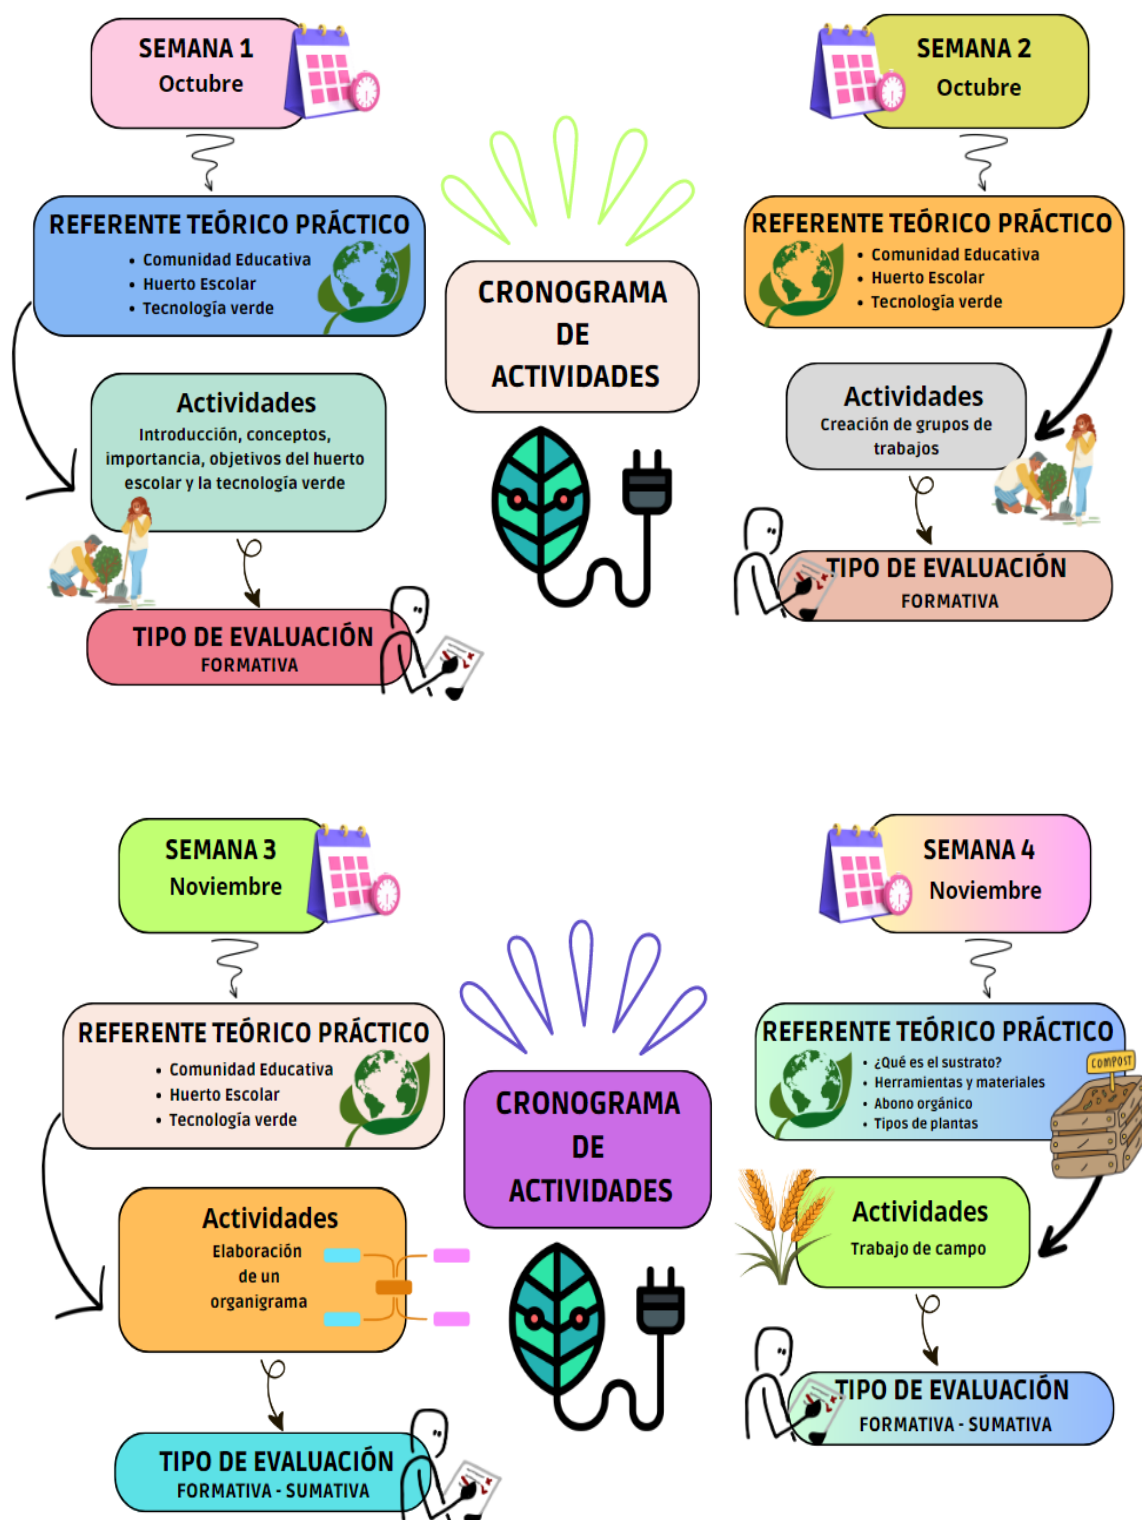 SEMANA 1
Octubre
REFERENTE TEÓRICO PRÁCTICO
• Comunidad Educativa
• Huerto Escolar
• Tecnología verde
Actividades
Introducción, conceptos,
importancia, objetivos del huerto
escolar y la tecnología verde
TIPO DE EVALUACIÓN
FORMATIVA
CRONOGRAMA
DE
ACTIVIDADES
SEMANA 2
Octubre
REFERENTE TEÓRICO PRÁCTICO
• Comunidad Educativa
• Huerto Escolar
• Tecnología verde
Actividades
Creación de grupos de
trabajos
TIPO DE EVALUACIÓN
FORMATIVA
SEMANA 3
Noviembre
REFERENTE TEÓRICO PRÁCTICO
• Comunidad Educativa
• Huerto Escolar
• Tecnología verde
Actividades
Elaboración
de un
organigrama
TIPO DE EVALUACIÓN
FORMATIVA - SUMATIVA
CRONOGRAMA
DE
ACTIVIDADES
SEMANA 4
Noviembre
REFERENTE TEÓRICO PRÁCTICO
• ¿Qué es el sustrato?
• Herramientas y materiales
• Abono orgánico
• Tipos de plantas
COMPOST
Actividades
Trabajo de campo
TIPO DE EVALUACIÓN
FORMATIVA - SUMATIVA